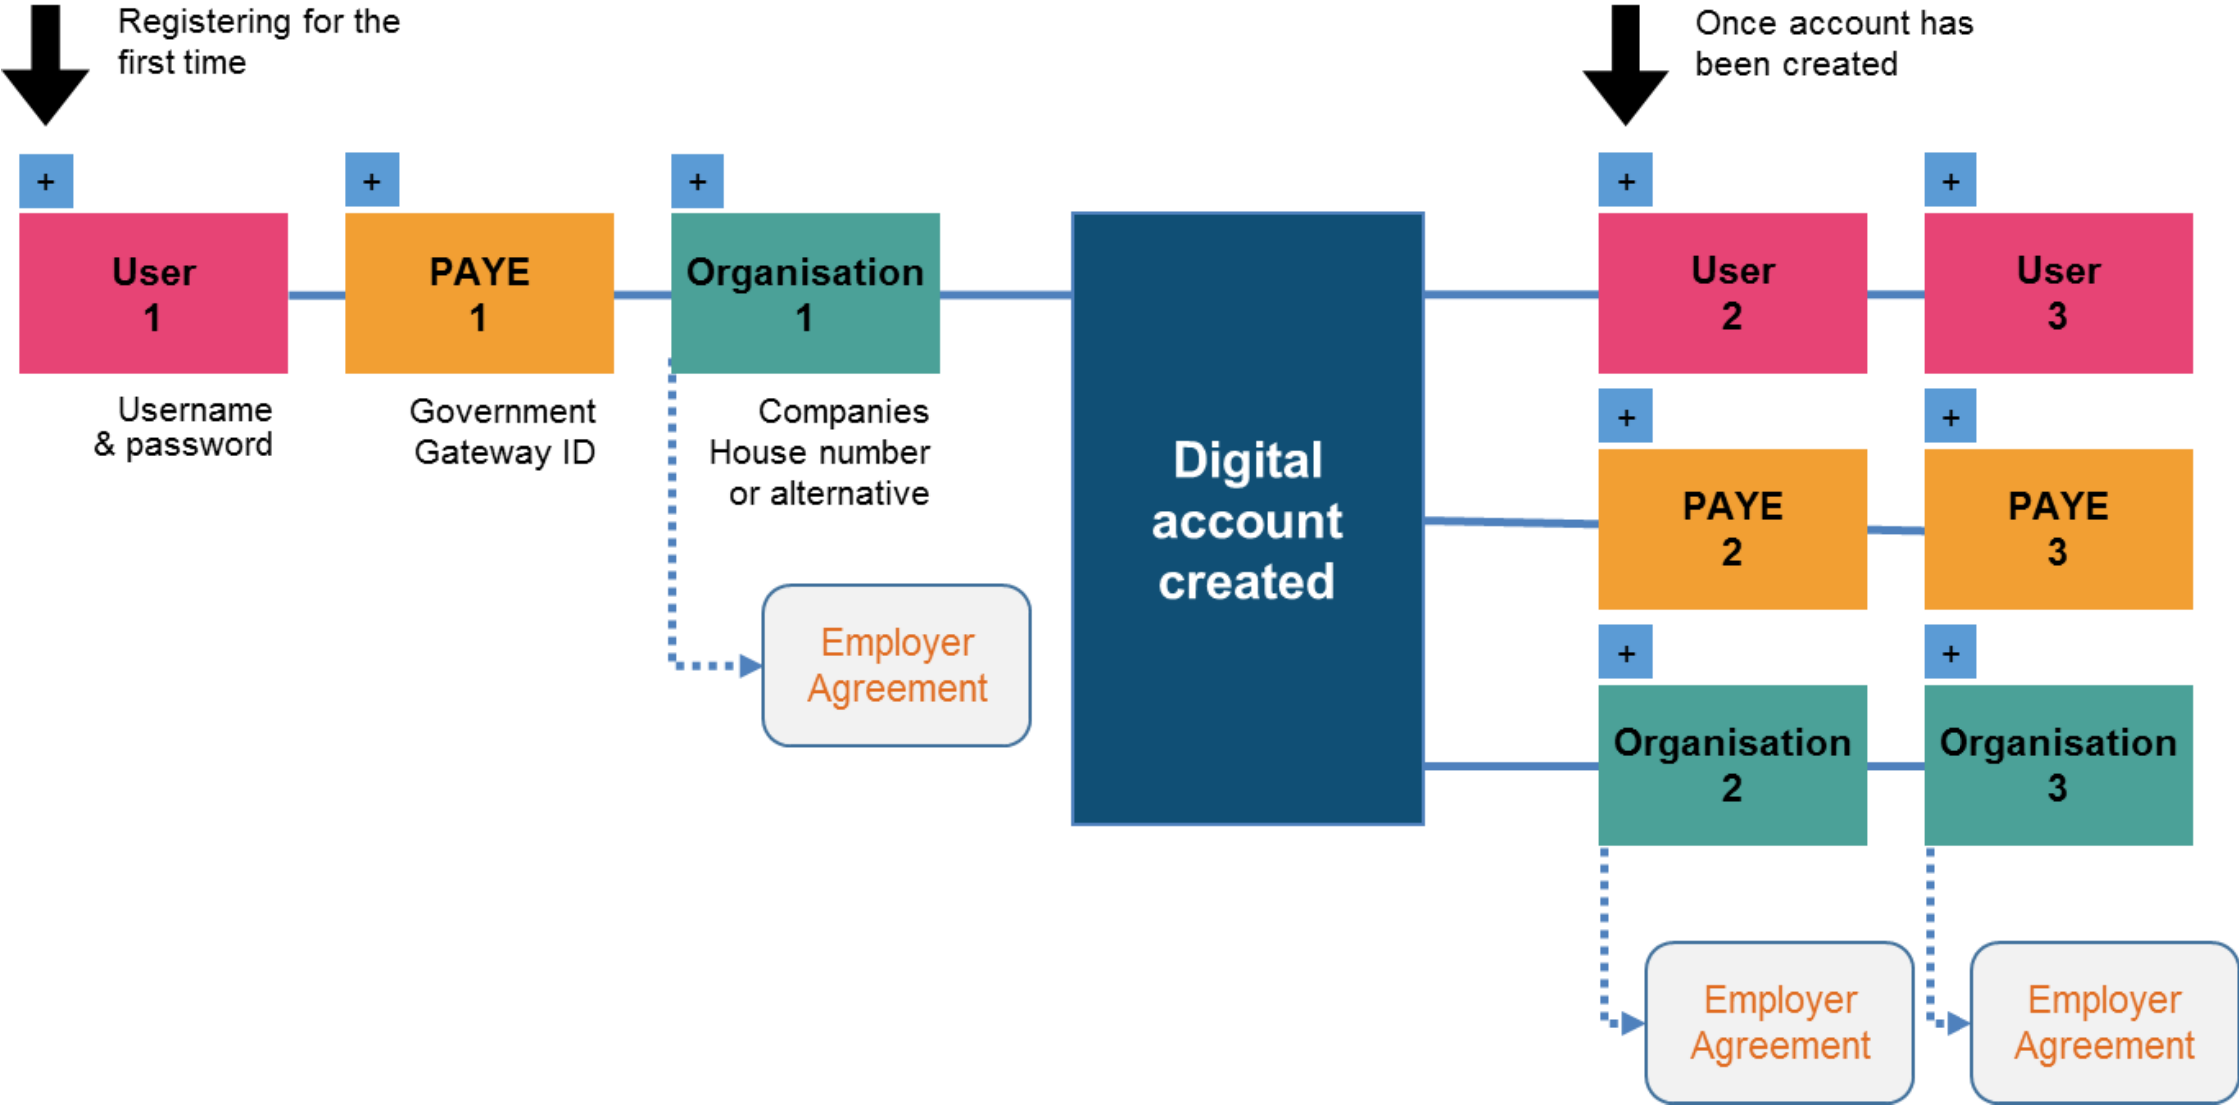 Registering for the
first time
Once account has
been created
+
+
+
+
+
User
1
PAYE
1
Organisation
1
User
2
User
3
Username
& password
Government
Gateway ID
Companies
House number
or alternative
Digital
account
created
+
+
PAYE
2
PAYE
3
Employer
Agreement
+
+
Organisation
2
Organisation
3
Employer
Agreement
Employer
Agreement